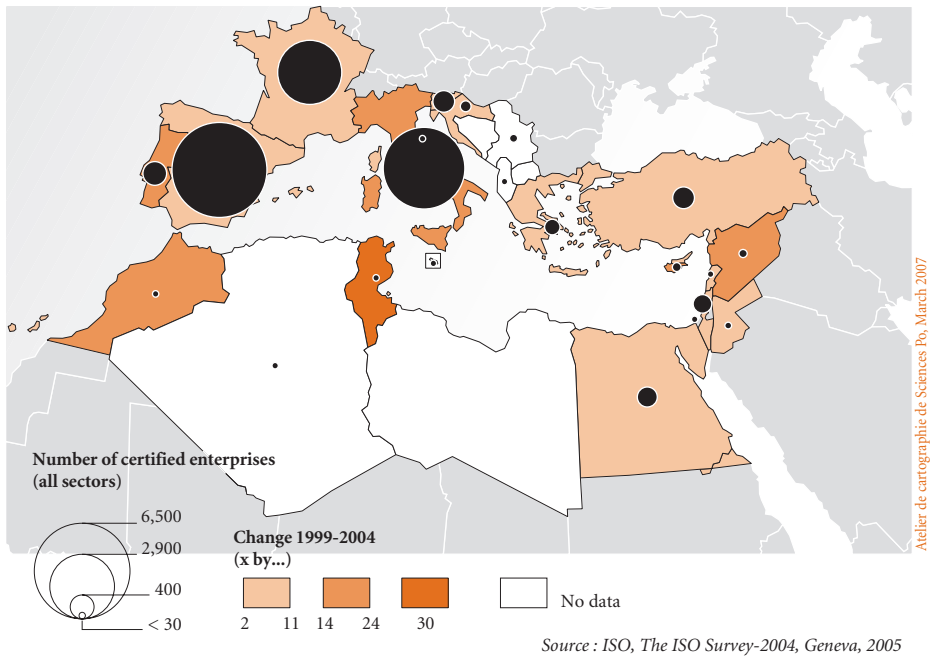 Number of certified enterprises
(all sectors)
6,500
2,900
400
< 30
Change 1999-2004
(x by...)
2 11 14 24 30
No data
Source : ISO, The ISO Survey-2004, Geneva, 2005
Atelier de cartographie de Sciences Po, March 2007